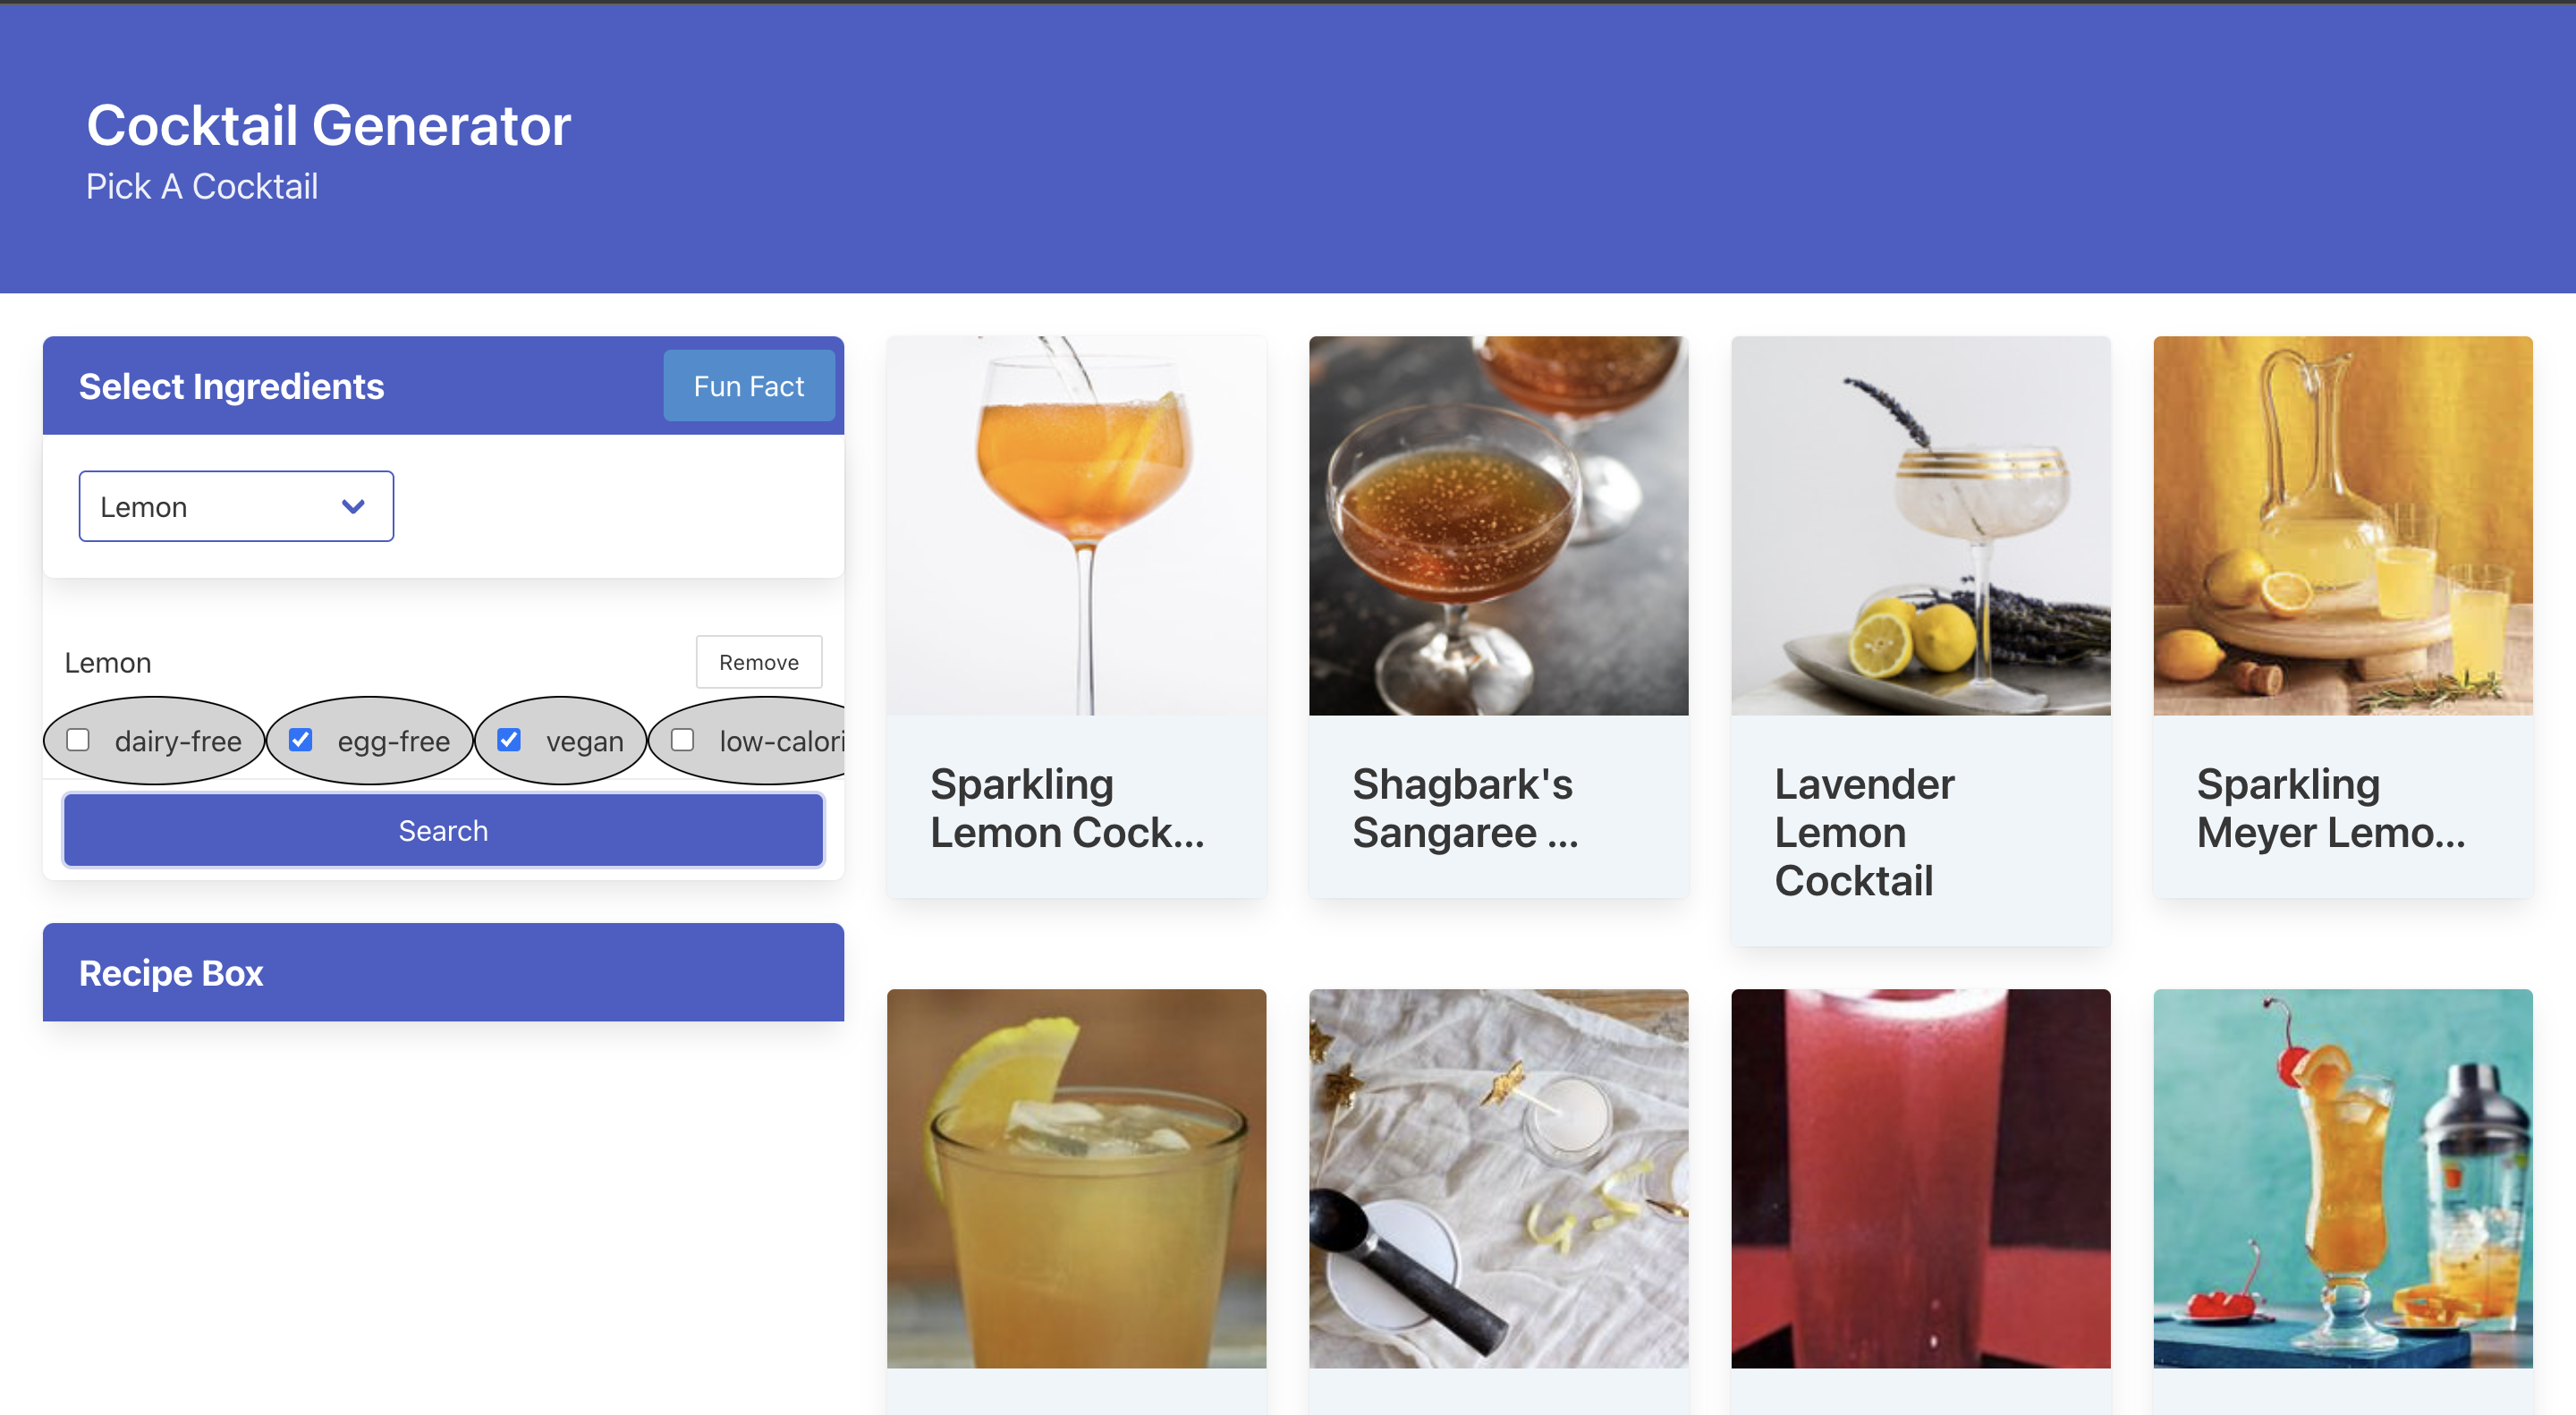 Cocktail Generator
Pick A Cocktail
Select Ingredients
Fun Fact
Lemon
Lemon
Remove
dairy-free
egg-free
vegan
low-calori
Search
Recipe Box
Sparkling
Lemon Cock...
Shagbark's
Sangaree ...
Lavender
Lemon
Cocktail
Sparkling
Meyer Lemo...